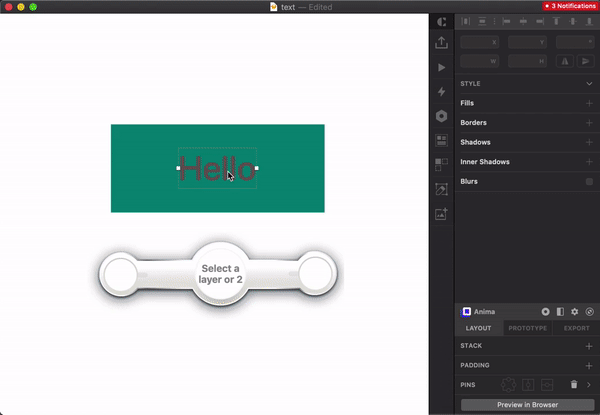 text — Edited
3 Notifications
X
Y
°
W
H
STYLE
Fills
Borders
Shadows
Inner Shadows
Blurs
Hello
Select a
layer or 2
Anima
LAYOUT
PROTOTYPE
EXPORT
STACK
PADDING
PINS
Preview in Browser